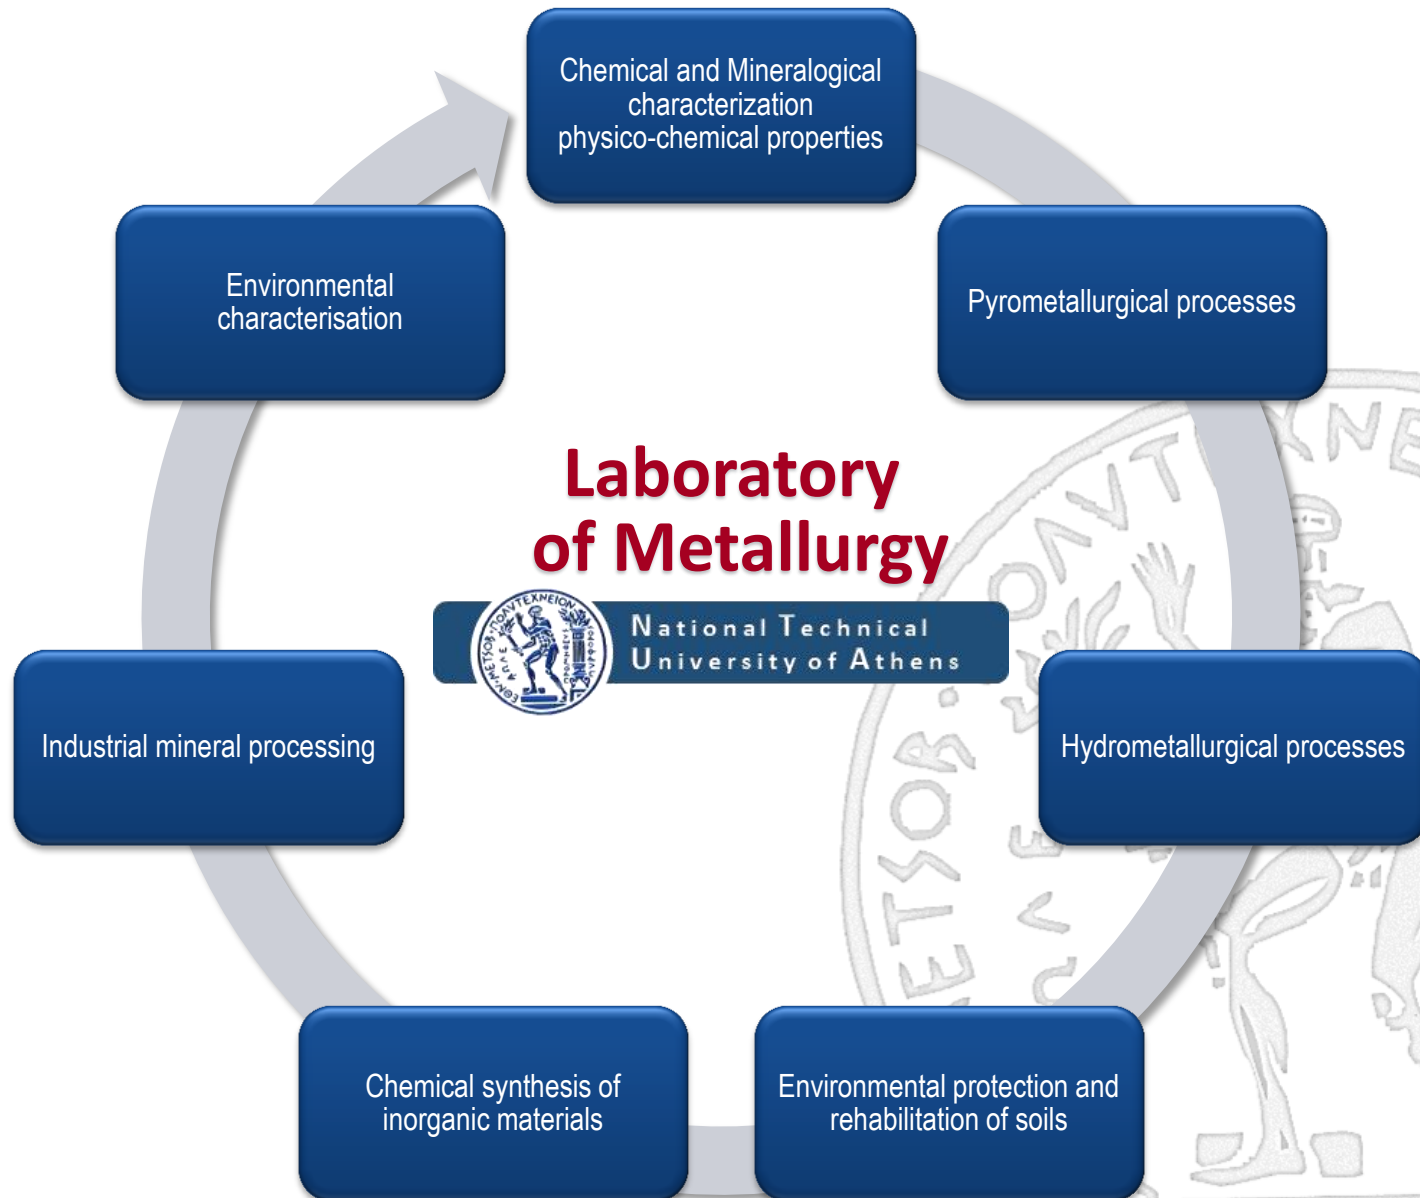 Chemical and Mineralogical
characterization
physico-chemical properties
Pyrometallurgical processes
Hydrometallurgical processes
Environmental protection and
rehabilitation of soils
Chemical synthesis of
inorganic materials
Industrial mineral processing
Environmental
characterisation
Laboratory
of Metallurgy
National Technical
University of Athens